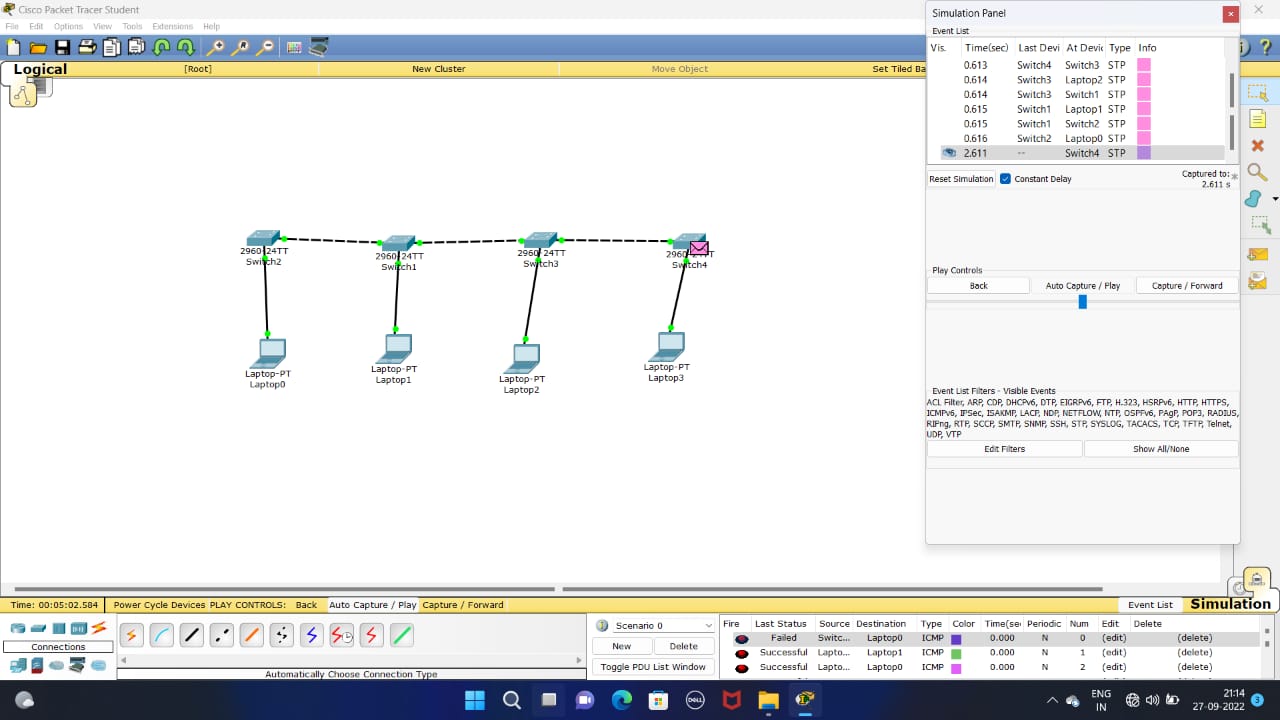 Cisco Packet Tracer Student
File Edit Options View Tools Extensions Help
Logical [Root] New Cluster Move Object Set Tiled Ba
2960-24TT
Switch2
2960-24TT
Switch1
2960-24TT
Switch3
Switch4
Laptop-PT
Laptop0
Laptop-PT
Laptop1
Laptop-PT
Laptop2
Laptop-PT
Laptop3
Simulation Panel
Event List
Vis. Time(sec) Last Devi At Devic Type Info
0.613 Switch4 Switch3 STP
0.614 Switch3 Laptop2 STP
0.614 Switch3 Switch1 STP
0.615 Switch1 Laptop1 STP
0.615 Switch1 Switch2 STP
0.616 Switch2 Laptop0 STP
2.611 -- Switch4 STP
Reset Simulation Constant Delay Captured to: *
2.611 s
Play Controls
Back Auto Capture / Play Capture / Forward
Event List Filters - Visible Events
ACL Filter, ARP, CDP, DHCPv6, DTP, EIGRPv6, FTP, H.323, HSRPv6, HTTP, HTTPS,
ICMPv6, IPSec, ISAKMP, LACP, NDP, NETFLOW, NTP, OSPFv6, PAgP, POP3, RADIUS,
RIPng, RTP, SCCP, SMTP, SNMP, SSH, STP, SYSLOG, TACACS, TCP, TFTP, Telnet,
UDP, VTP
Edit Filters Show All/None
Time: 00:05:02.584 Power Cycle Devices PLAY CONTROLS: Back Auto Capture / Play Capture / Forward Event List Simulation
Connections
Automatically Choose Connection Type
Scenario 0
New Delete
Toggle PDU List Window
Fire Last Status Source Destination Type Color Time(sec Periodic Num Edit Delete
Failed Switc... Laptop0 ICMP 0.000 N 0 (edit) (delete)
Successful Lapto... Laptop1 ICMP 0.000 N 1 (edit) (delete)
Successful Lapto... Laptop0 ICMP 0.000 N 2 (edit) (delete)
DELL
ENG
IN
21:14
27-09-2022
3